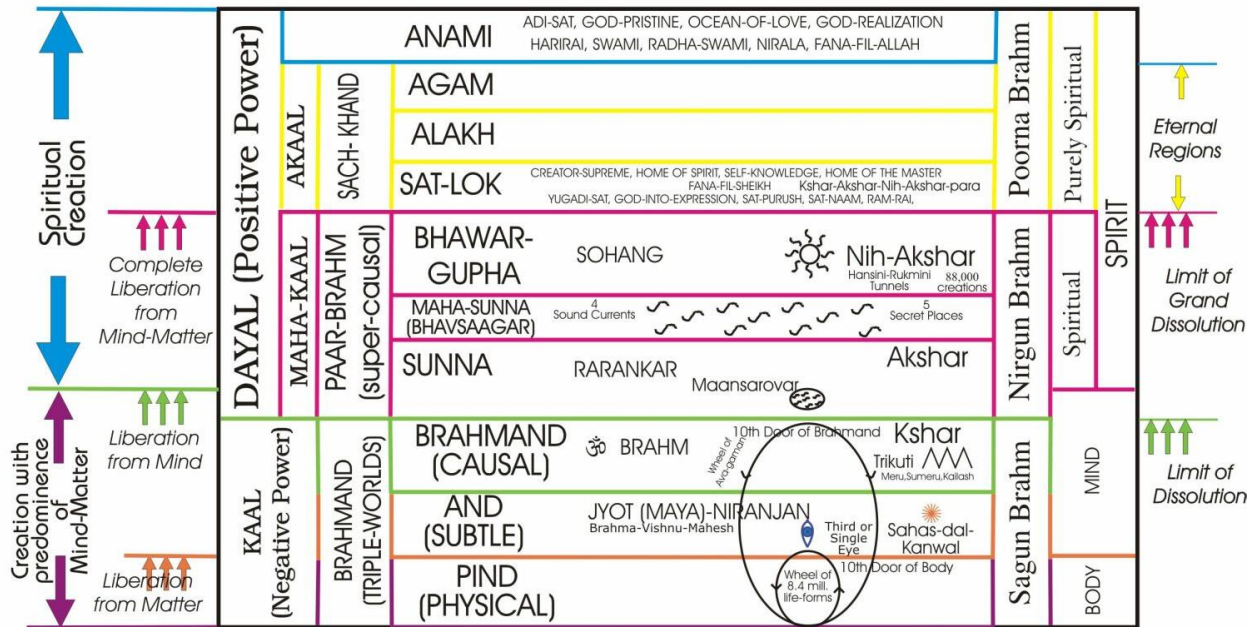 Spiritual
Creation
Creation with
predominence
of
Mind-Matter
Complete
Liberation
from
Mind-Matter
Liberation
from Mind
Liberation
from Matter
DAYAL (Positive Power)
KAAL
(Negative Power)
AKAAL
MAHA-KAAL
SACH- KHAND
PAAR-BRAHM
(super-causal)
BRAHMAND
(TRIPLE-WORLDS)
ANAMI
ADI-SAT, GOD-PRISTINE, OCEAN-OF-LOVE, GOD-REALIZATION
HARIRAI, SWAMI, RADHA-SWAMI, NIRALA, FANA-FIL-ALLAH
AGAM
ALAKH
SAT-LOK
CREATOR-SUPREME, HOME OF SPIRIT, SELF-KNOWLEDGE, HOME OF THE MASTER
FANA-FIL-SHEIKH Kshar-Akshar-Nih-Akshar-para
YUGADI-SAT, GOD-INTO-EXPRESSION, SAT-PURUSH, SAT-NAAM, RAM-RAI,
BHAWAR-
GUPHA
SOHANG
Nih-Akshar
Hansini-Rukmini
Tunnels
88,000
creations
MAHA-SUNNA
(BHAVSAAGAR)
4
Sound Currents
5
Secret Places
SUNNA
RARANKAR
Maansarovar
Akshar
BRAHMAND
(CAUSAL)
ॐ BRAHM
Wheel of
Ava-gaman
10th Door of Brahmand
Kshar
Trikuti
Meru,Sumeru,Kailash
AND
(SUBTLE)
JYOT (MAYA)-NIRANJAN
Brahma-Vishnu-Mahesh
Third or
Single
Eye
Sahas-dal-
Kanwal
10th Door of Body
PIND
(PHYSICAL)
Wheel of
8.4 mill.
life-forms
Poorna Brahm
Nirgun Brahm
Sagun Brahm
Purely Spiritual
Spiritual
SPIRIT
MIND
BODY
Eternal
Regions
Limit of
Grand
Dissolution
Limit of
Dissolution